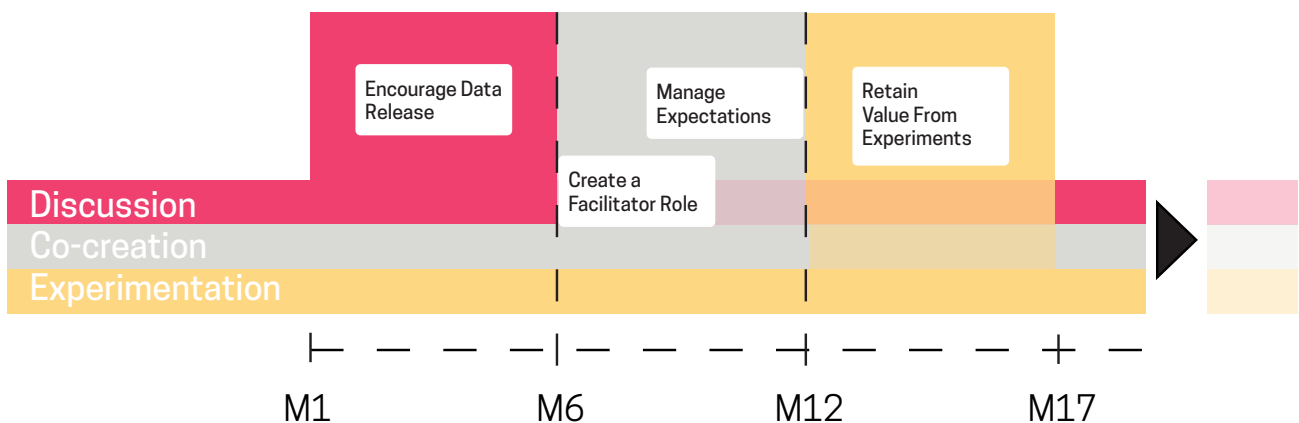 Encourage Data
Release
Manage
Expectations
Retain
Value From
Experiments
Create a
Facilitator Role
Discussion
Co-creation
Experimentation
M1
M6
M12
M17